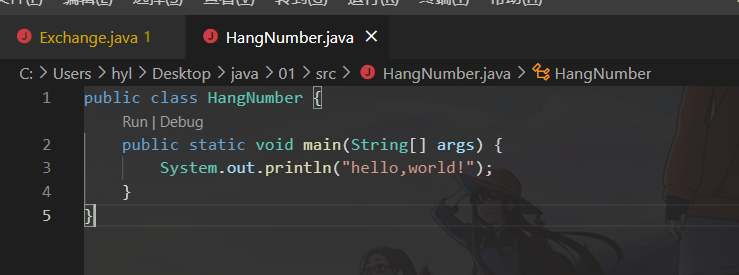 Exchange.java 1 HangNumber.java ×
C: > Users > hyl > Desktop > java > 01 > src > HangNumber.java > HangNumber
1 public class HangNumber {
Run | Debug
2 public static void main(String[] args) {
3 System.out.println("hello,world!");
4 }
5 }